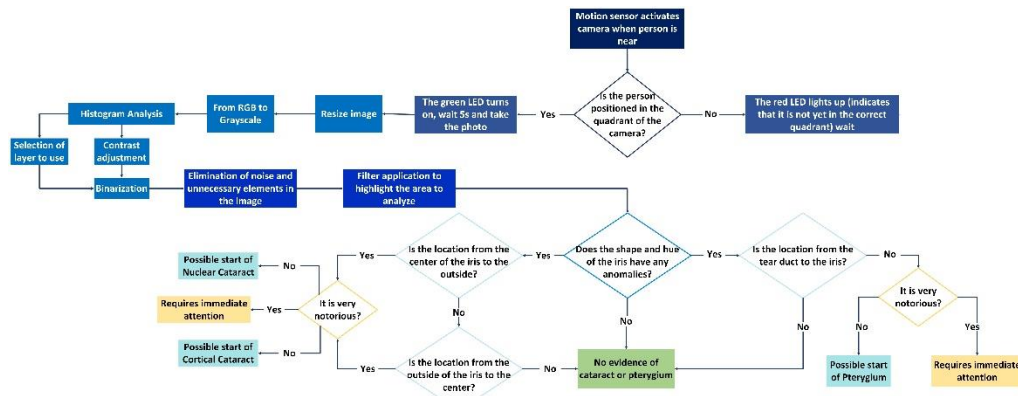 Motion sensor activates
camera when person is
near
Is the person
positioned in the
quadrant of the
camera?
Yes
No
The red LED lights up (indicates
that it is not yet in the correct
quadrant) wait
The green LED turns
on, wait 5s and take
the photo
Resize image
From RGB to
Grayscale
Histogram Analysis
Selection of
layer to use
Contrast
adjustment
Binarization
Elimination of noise and
unnecessary elements in
the image
Filter application to
highlight the area to
analyze
Does the shape and hue
of the iris have any
anomalies?
Yes
Yes
No
Is the location from the
center of the iris to the
outside?
Yes
No
Is the location from the
tear duct to the iris?
No
No
It is very
notorious?
No
Yes
Possible start of
Nuclear Cataract
No
Requires immediate
attention
Yes
It is very
notorious?
Possible start of
Cortical Cataract
No
Yes
Is the location from the
outside of the iris to the
center?
No
No evidence of
cataract or pterygium
Possible
start of
Pterygium
Requires immediate
attention